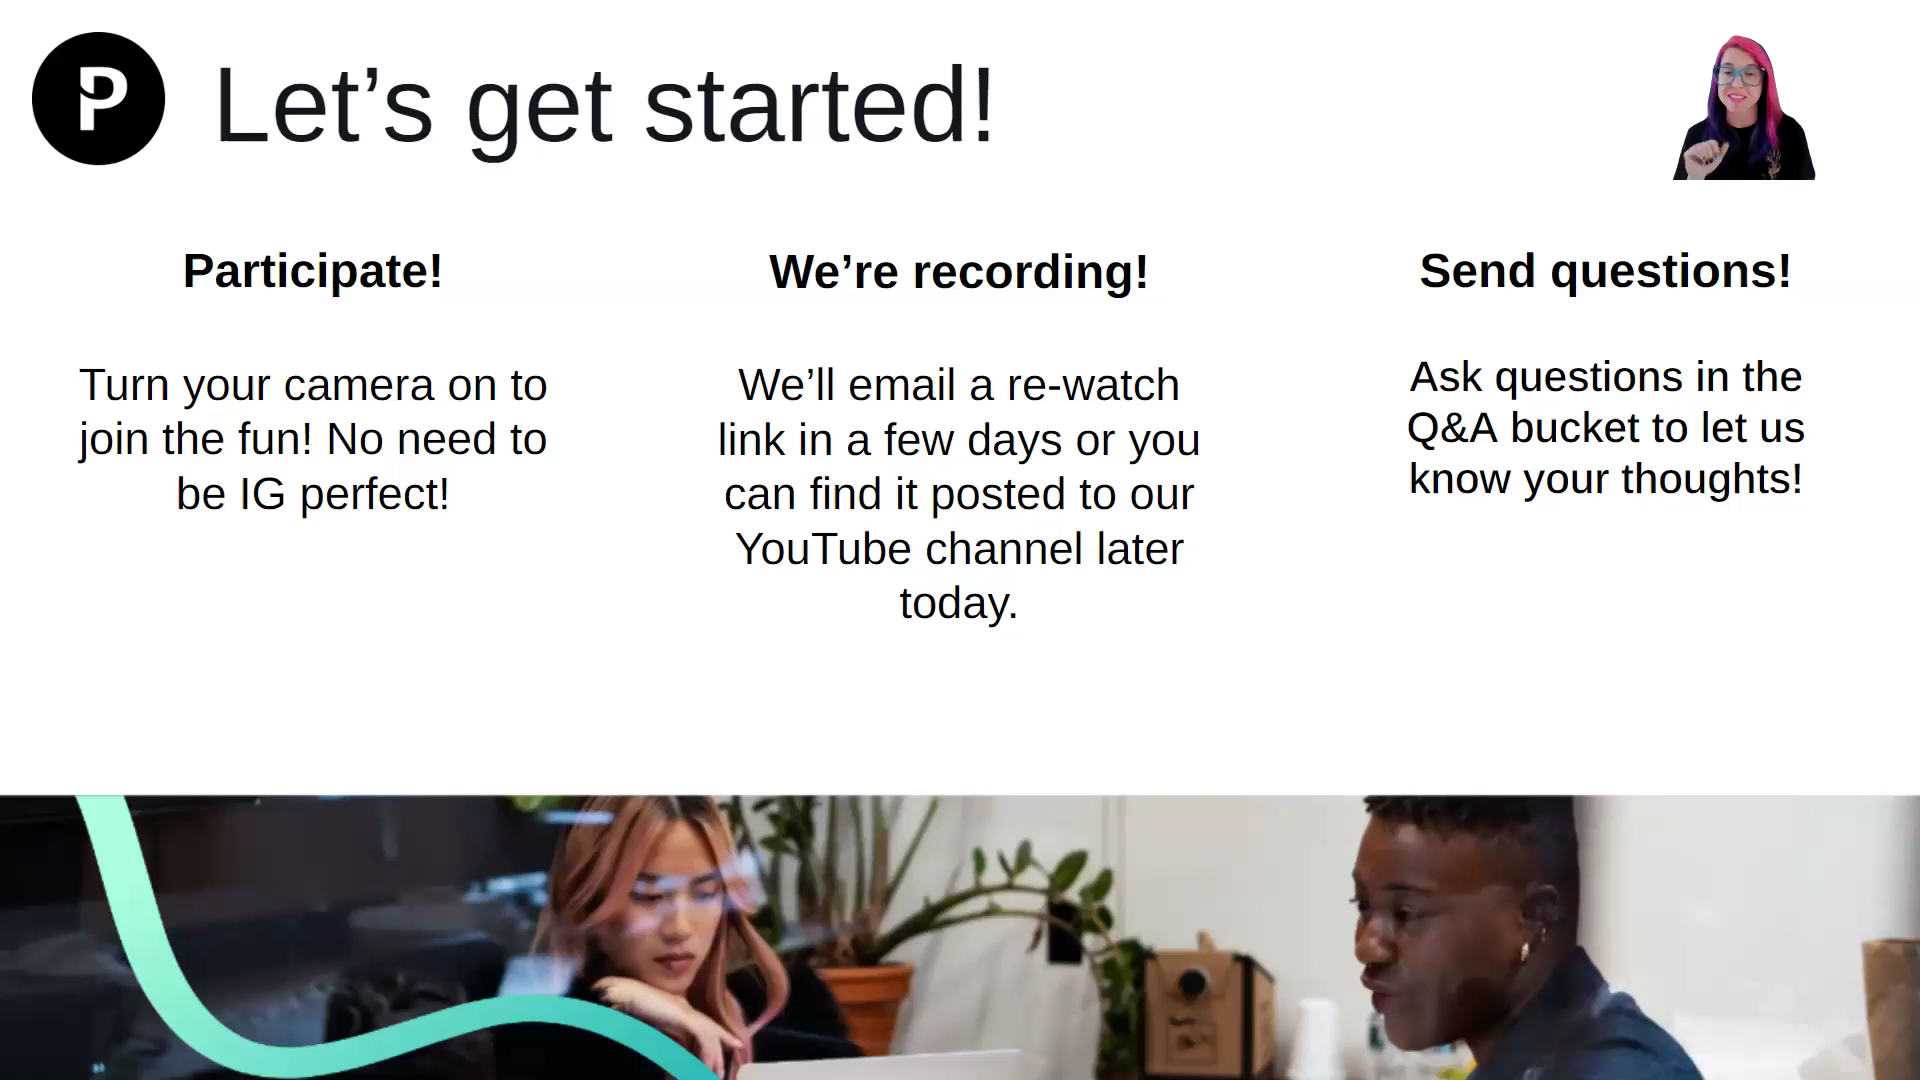 P
Let’s get started!
Participate!
Turn your camera on to
join the fun! No need to
be IG perfect!
We’re recording!
We’ll email a re-watch
link in a few days or you
can find it posted to our
YouTube channel later
today.
Send questions!
Ask questions in the
Q&A bucket to let us
know your thoughts!